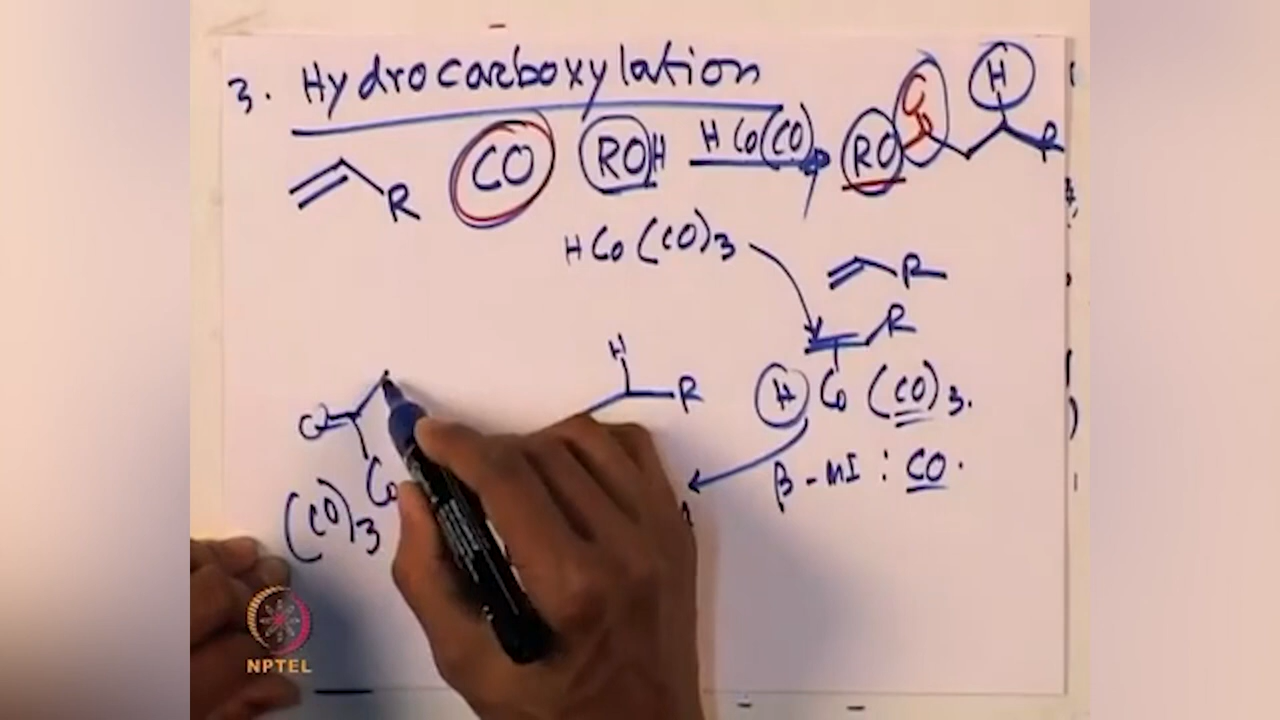 3. Hydrocarboxylation
R CO ROH HCo(CO) RO C O H R
HCo(CO)3
R
R
H R
H Co (CO)3.
O
Co
β-MI : CO.
(CO)3
NPTEL